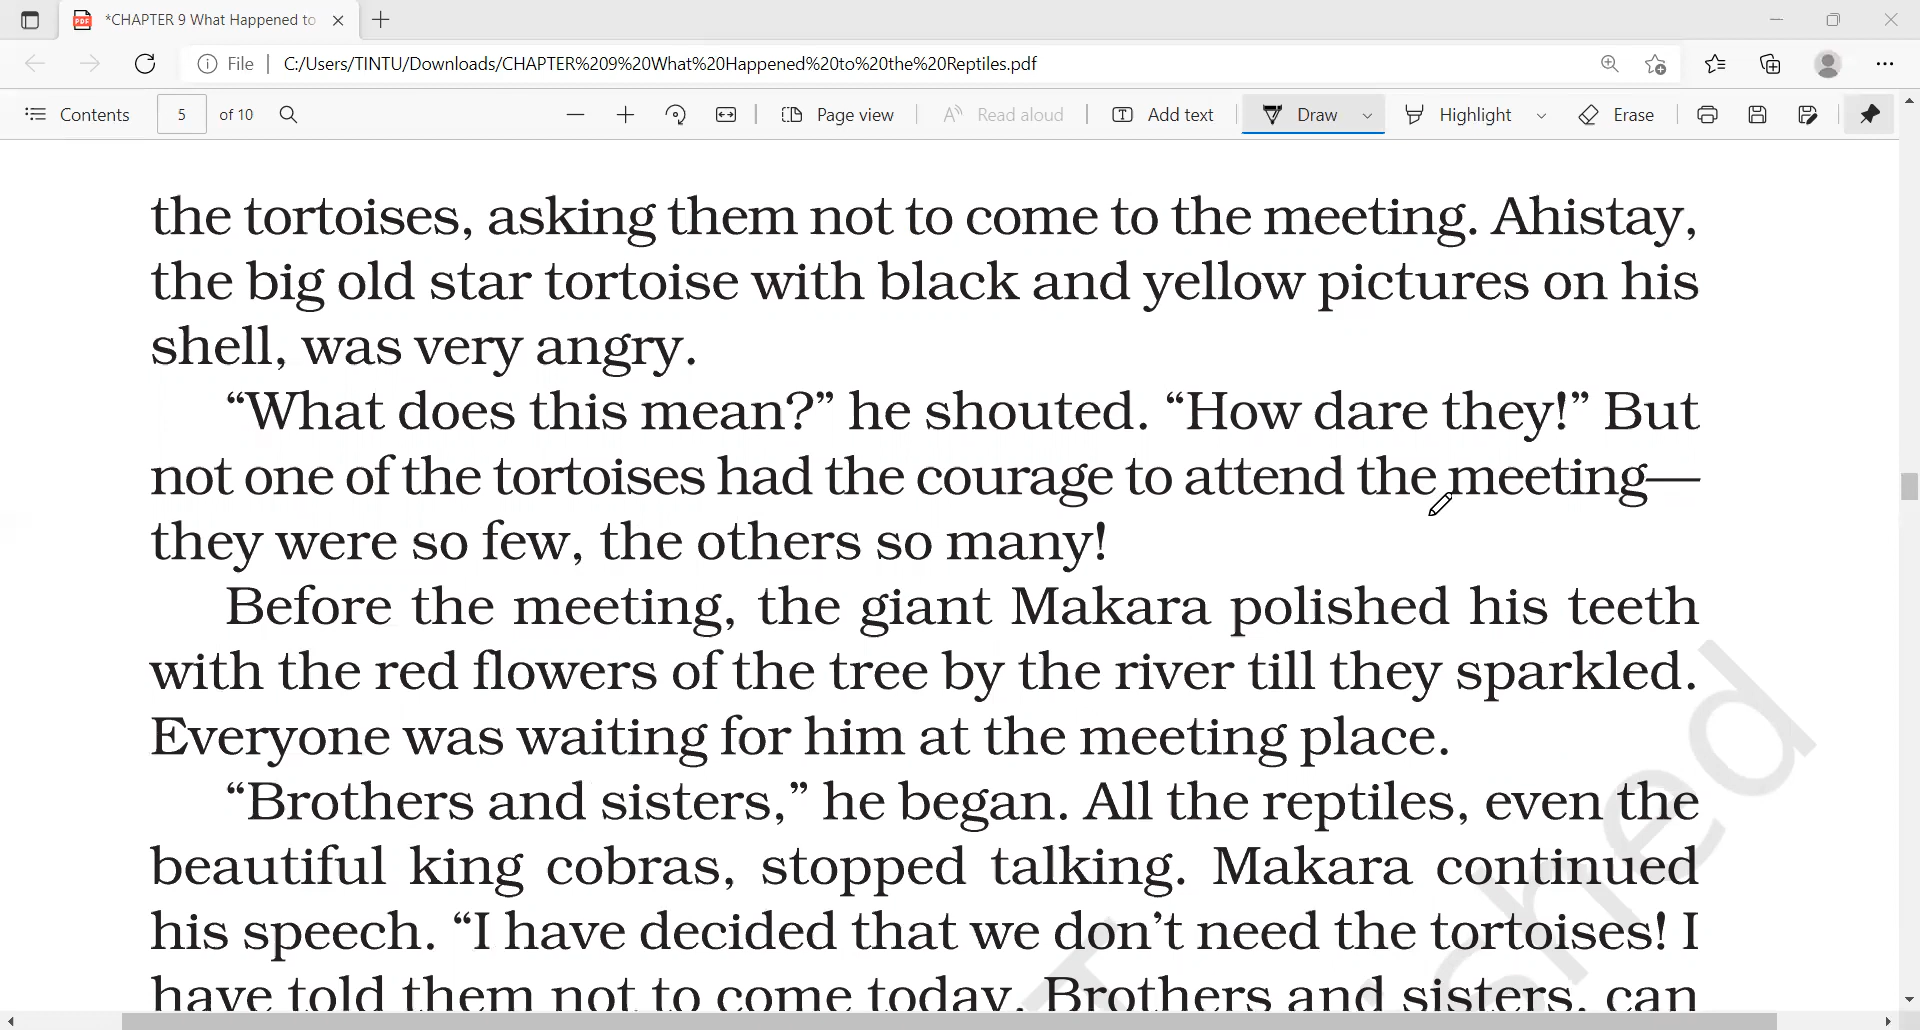 *CHAPTER 9 What Happened to
File
C:/Users/TINTU/Downloads/CHAPTER%209%20What%20Happened%20to%20the%20Reptiles.pdf
Contents 5 of 10 Page view Read aloud Add text Draw Highlight Erase
the tortoises, asking them not to come to the meeting. Ahistay,
the big old star tortoise with black and yellow pictures on his
shell, was very angry.
“What does this mean?” he shouted. “How dare they!” But
not one of the tortoises had the courage to attend the meeting—
they were so few, the others so many!
Before the meeting, the giant Makara polished his teeth
with the red flowers of the tree by the river till they sparkled.
Everyone was waiting for him at the meeting place.
“Brothers and sisters,” he began. All the reptiles, even the
beautiful king cobras, stopped talking. Makara continued
his speech. “I have decided that we don’t need the tortoises! I
have told them not to come today. Brothers and sisters, can